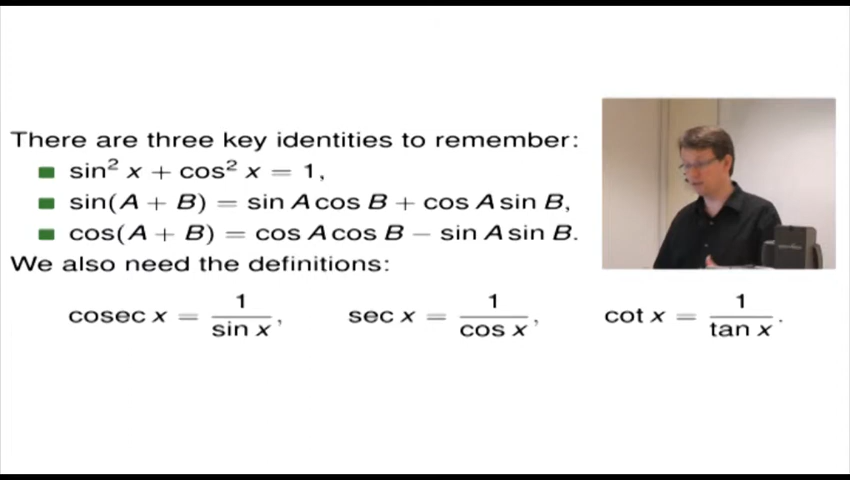 There are three key identities to remember:
sin² x + cos² x = 1,
sin(A + B) = sin A cos B + cos A sin B,
cos(A + B) = cos A cos B − sin A sin B.
We also need the definitions:
cosec x = 1/sin x, sec x = 1/cos x, cot x = 1/tan x.